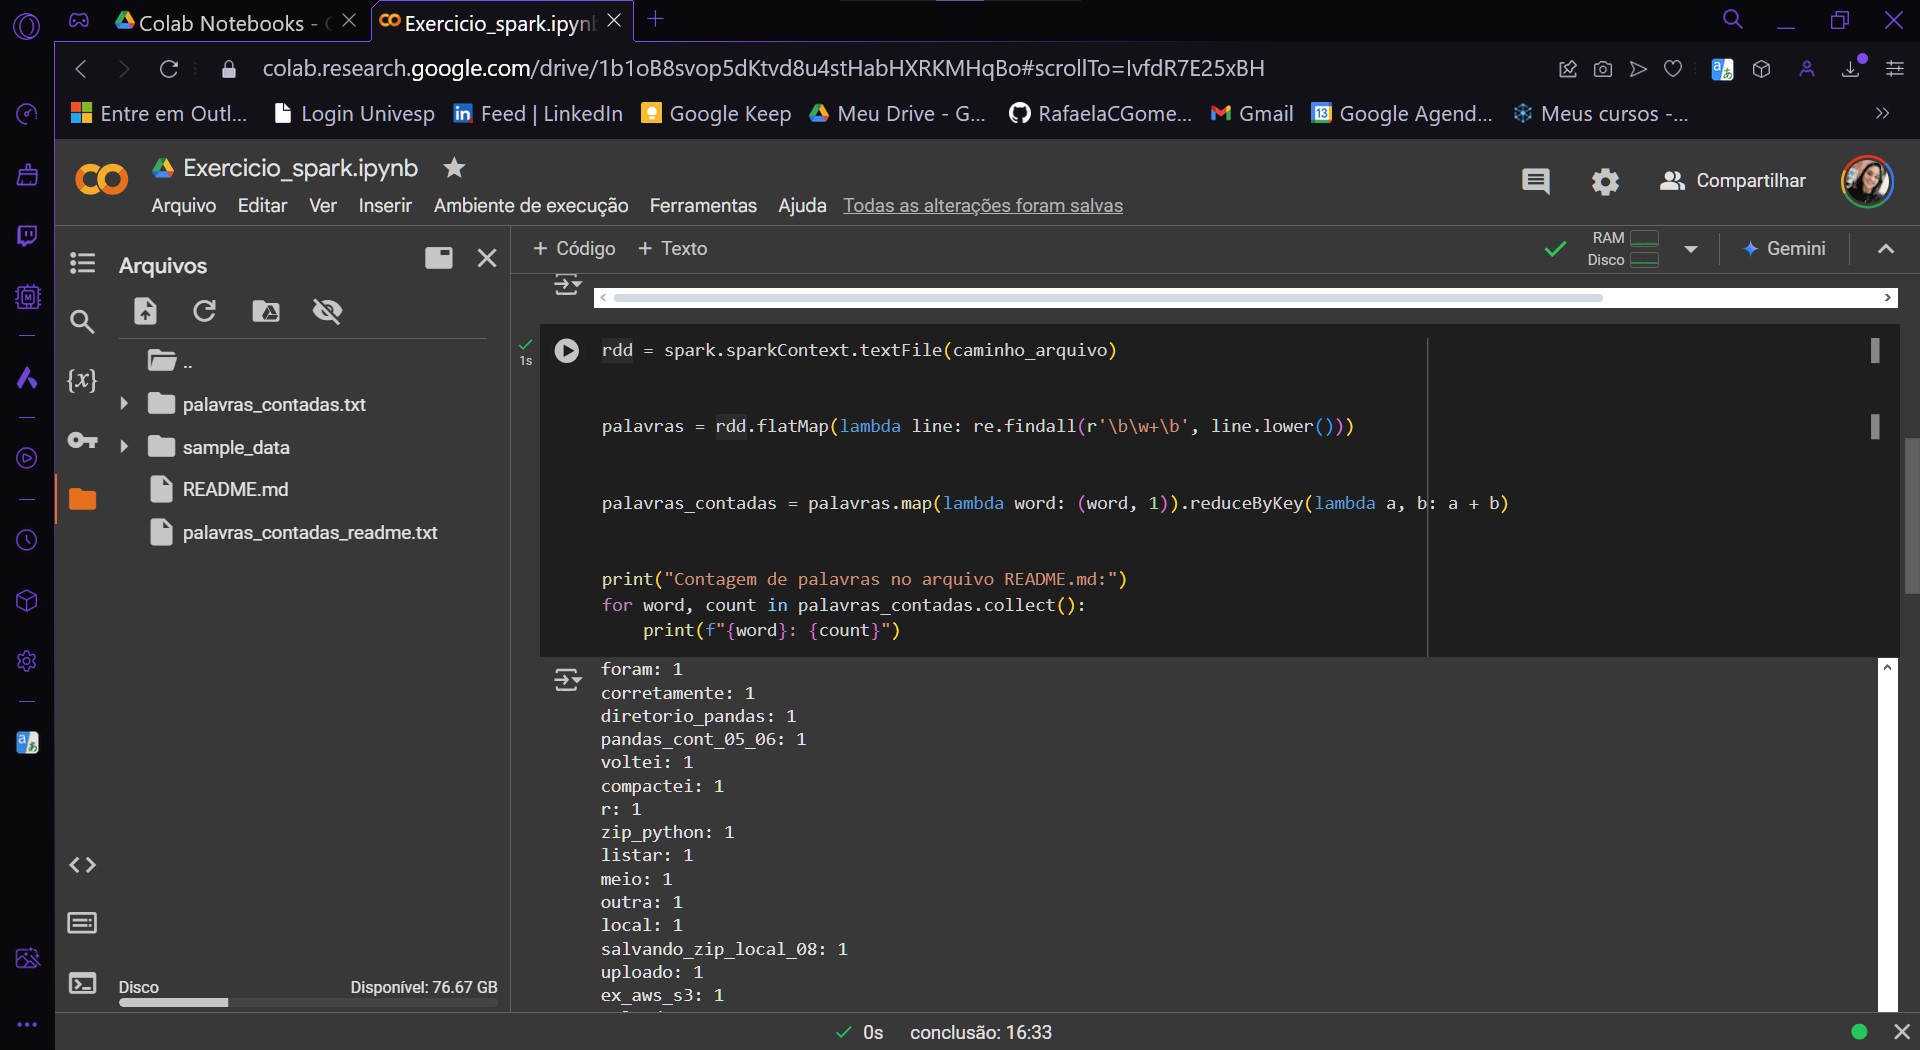 Colab Notebooks -
Exercicio_spark.ipyn
colab.research.google.com/drive/1b1oB8svop5dKtvd8u4stHabHXRKMHqBo#scrollTo=lvfdR7E25xBH
Entre em Outl...
Login Univesp
Feed | LinkedIn
Google Keep
Meu Drive - G...
RafaelaCGome...
Gmail
Google Agend...
Meus cursos -...
Exercicio_spark.ipynb
Compartilhar
Arquivo Editar Ver Inserir Ambiente de execução Ferramentas Ajuda Todas as alterações foram salvas
Arquivos
+ Código + Texto
RAM
Disco
Gemini
..
palavras_contadas.txt
sample_data
README.md
palavras_contadas_readme.txt
Disco
Disponível: 76.67 GB
1s
rdd = spark.sparkContext.textFile(caminho_arquivo)
palavras = rdd.flatMap(lambda line: re.findall(r'\b\w+\b', line.lower()))
palavras_contadas = palavras.map(lambda word: (word, 1)).reduceByKey(lambda a, b: a + b)
print("Contagem de palavras no arquivo README.md:")
for word, count in palavras_contadas.collect():
print(f"{word}: {count}")
foram: 1
corretamente: 1
diretorio_pandas: 1
pandas_cont_05_06: 1
voltei: 1
compactei: 1
r: 1
zip_python: 1
listar: 1
meio: 1
outra: 1
local: 1
salvando_zip_local_08: 1
uploado: 1
ex_aws_s3: 1
0s conclusão: 16:33